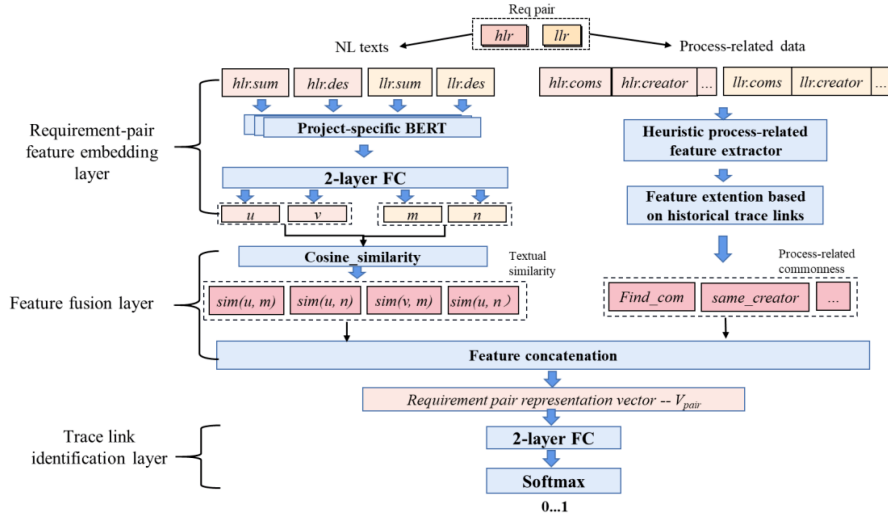 Req pair
hlr llr
NL texts
Process-related data
hlr.sum hlr.des llr.sum llr.des
hlr.coms hlr.creator ... llr.coms llr.creator ...
Project-specific BERT
Heuristic process-related
feature extractor
Requirement-pair
feature embedding
layer
2-layer FC
Feature extention based
on historical trace links
u v m n
Cosine_similarity
Textual
similarity
Process-related
commonness
Feature fusion layer
sim(u, m) sim(u, n) sim(v, m) sim(u, n）
Find_com same_creator ...
Feature concatenation
Requirement pair representation vector -- Vpair
Trace link
identification layer
2-layer FC
Softmax
0...1